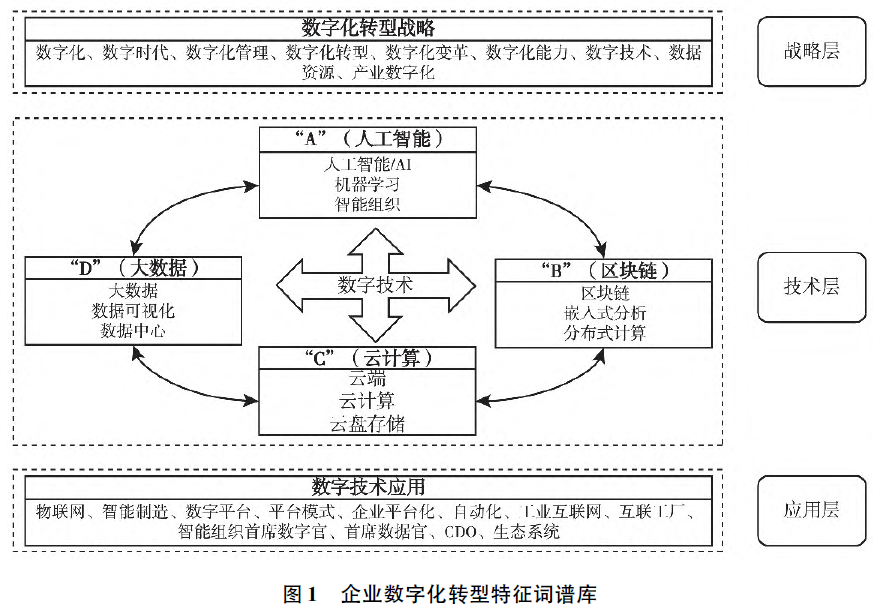 数字化转型战略
数字化、数字时代、数字化管理、数字化转型、数字化变革、数字化能力、数字技术、数据
资源、产业数字化
战略层
“A”（人工智能）
人工智能/AI
机器学习
智能组织
“D”（大数据）
大数据
数据可视化
数据中心
数字技术
“B”（区块链）
区块链
嵌入式分析
分布式计算
技术层
“C”（云计算）
云端
云计算
云盘存储
数字技术应用
物联网、智能制造、数字平台、平台模式、企业平台化、自动化、工业互联网、互联工厂、
智能组织首席数字官、首席数据官、CDO、生态系统
应用层
图 1 企业数字化转型特征词谱库